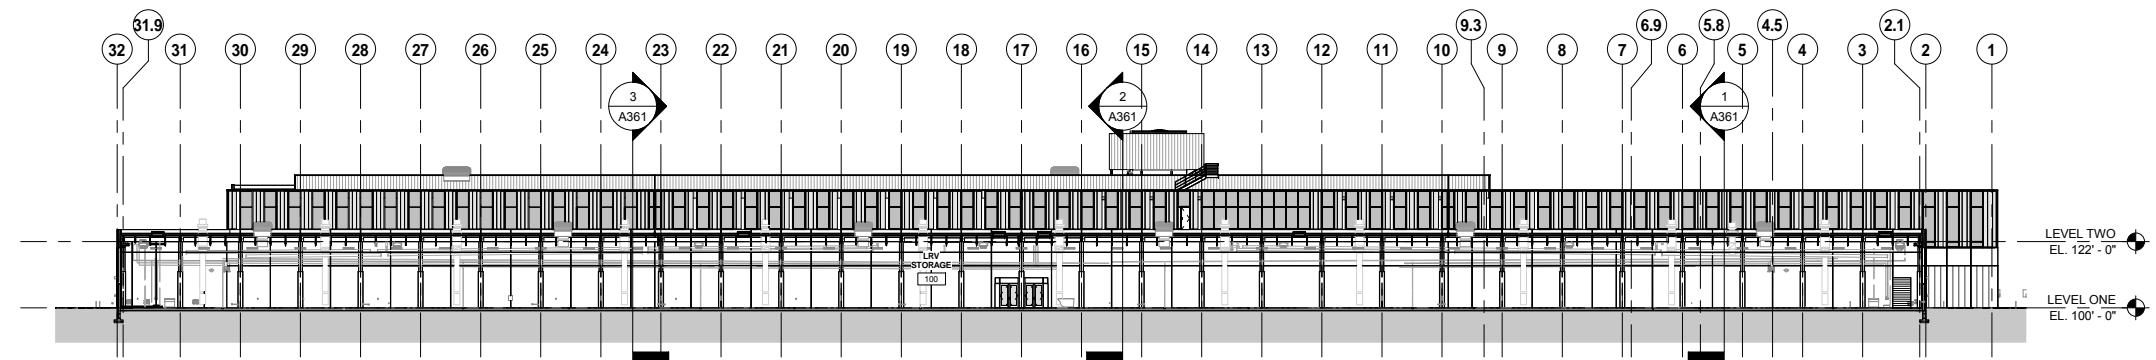 31.9 9.3 6.9 5.8 4.5 2.1
32 31 30 29 28 27 26 25 24 23 22 21 20 19 18 17 16 15 14 13 12 11 10 9 8 7 6 5 4 3 2 1
3 2 1
A361 A361 A361
LEVEL TWO
EL. 122' - 0"
LRV
STORAGE
100
LEVEL ONE
EL. 100' - 0"